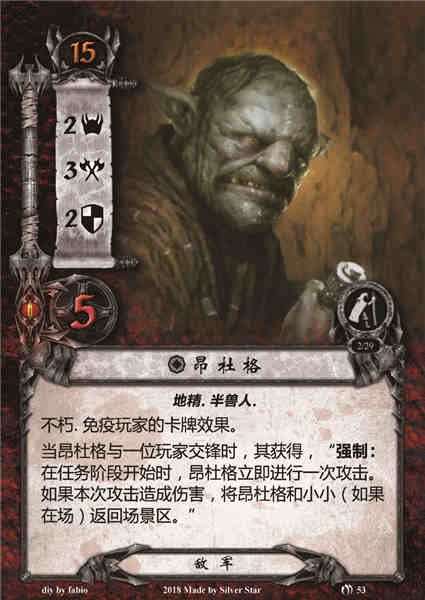 15
2
3
2
5
2/29
昂杜格
地精. 半兽人.
不朽. 免疫玩家的卡牌效果。
当昂杜格与一位玩家交锋时，其获得，“强制：
在任务阶段开始时，昂杜格立即进行一次攻击。
如果本次攻击造成伤害，将昂杜格和小小（如果
在场）返回场景区。”
敌军
diy by fabio 2018 Made by Silver Star 53